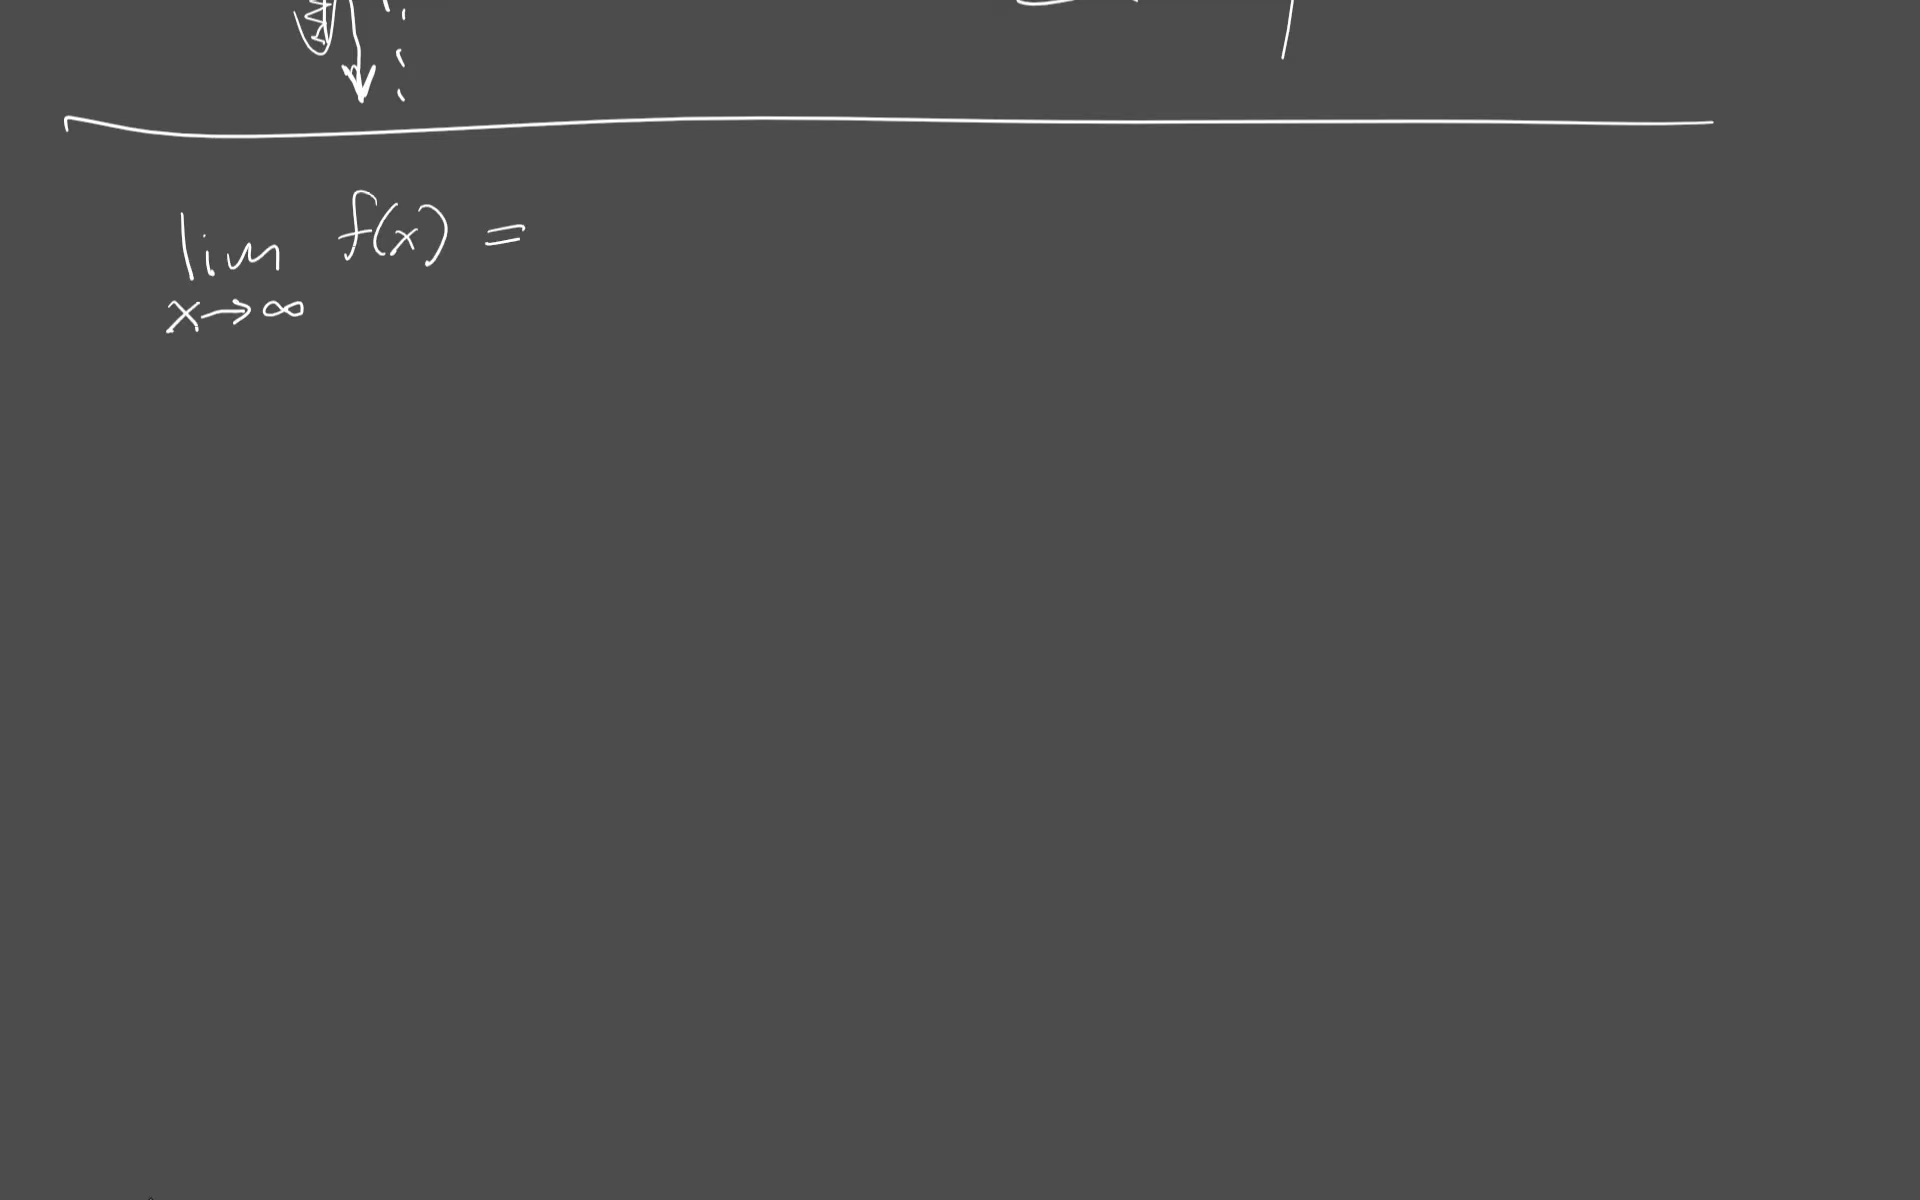 lim f(x) =
x→∞